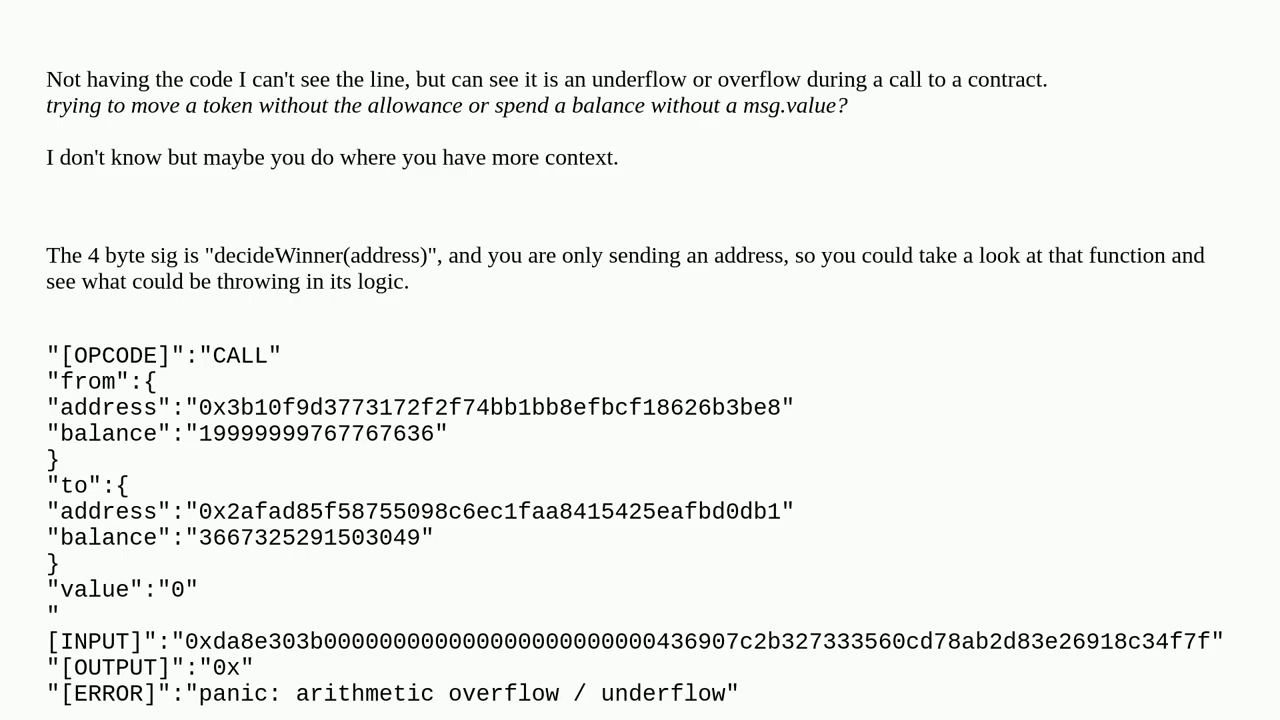 Not having the code I can't see the line, but can see it is an underflow or overflow during a call to a contract.
trying to move a token without the allowance or spend a balance without a msg.value?
I don't know but maybe you do where you have more context.
The 4 byte sig is "decideWinner(address)", and you are only sending an address, so you could take a look at that function and
see what could be throwing in its logic.
"[OPCODE]":"CALL"
"from":{
"address":"0x3b10f9d3773172f2f74bb1bb8efbcf18626b3be8"
"balance":"19999999767767636"
}
"to":{
"address":"0x2afad85f58755098c6ec1faa8415425eafbd0db1"
"balance":"3667325291503049"
}
"value":"0"
"
[INPUT]":"0xda8e303b000000000000000000000000436907c2b327333560cd78ab2d83e26918c34f7f"
"[OUTPUT]":"0x"
"[ERROR]":"panic: arithmetic overflow / underflow"